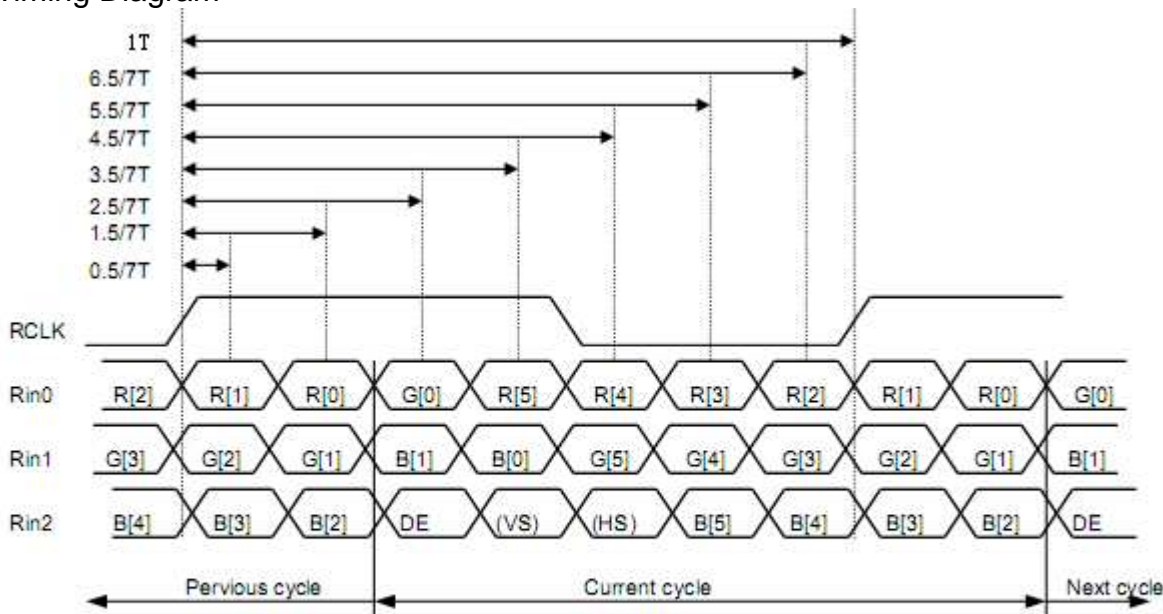 Timing Diagram
1T
6.5/7T
5.5/7T
4.5/7T
3.5/7T
2.5/7T
1.5/7T
0.5/7T
RCLK
Rin0 R[2] R[1] R[0] G[0] R[5] R[4] R[3] R[2] R[1] R[0] G[0]
Rin1 G[3] G[2] G[1] B[1] B[0] G[5] G[4] G[3] G[2] G[1] B[1]
Rin2 B[4] B[3] B[2] DE (VS) (HS) B[5] B[4] B[3] B[2] DE
Pervious cycle Current cycle Next cycle